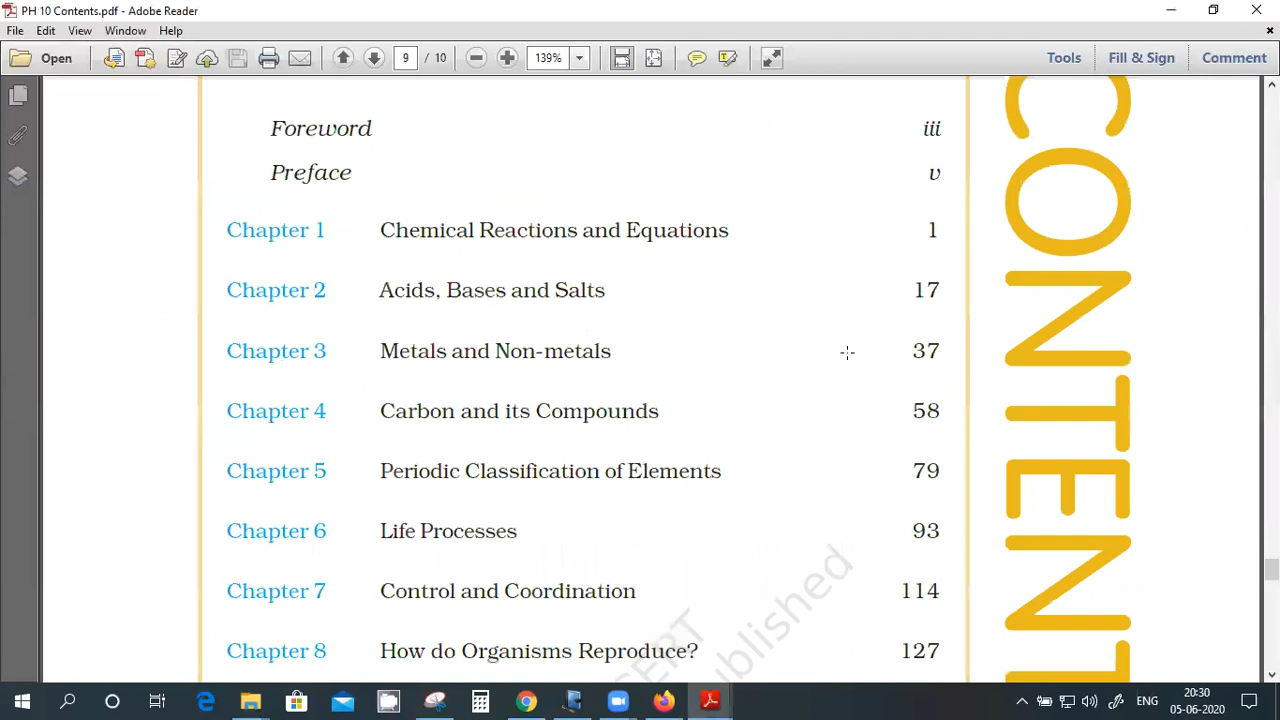 PH 10 Contents.pdf - Adobe Reader
File Edit View Window Help
Open 9 / 10 139% Tools Fill & Sign Comment
Foreword iii
Preface v
Chapter 1 Chemical Reactions and Equations 1
Chapter 2 Acids, Bases and Salts 17
Chapter 3 Metals and Non-metals 37
Chapter 4 Carbon and its Compounds 58
Chapter 5 Periodic Classification of Elements 79
Chapter 6 Life Processes 93
Chapter 7 Control and Coordination 114
Chapter 8 How do Organisms Reproduce? 127
CONTENT
ENG 20:30
05-06-2020